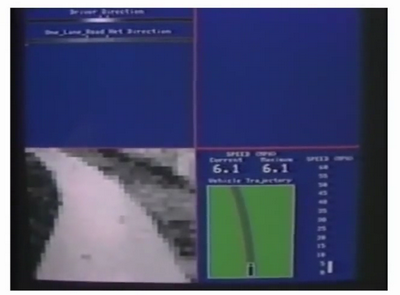 Driver Direction
One_Lane_Road_Net Direction
SPEED (MPH)
Current Maximum
6.1 6.1
Vehicle Trajectory
SPEED (MPH)
60
55
50
45
40
35
30
25
20
15
10
5
0